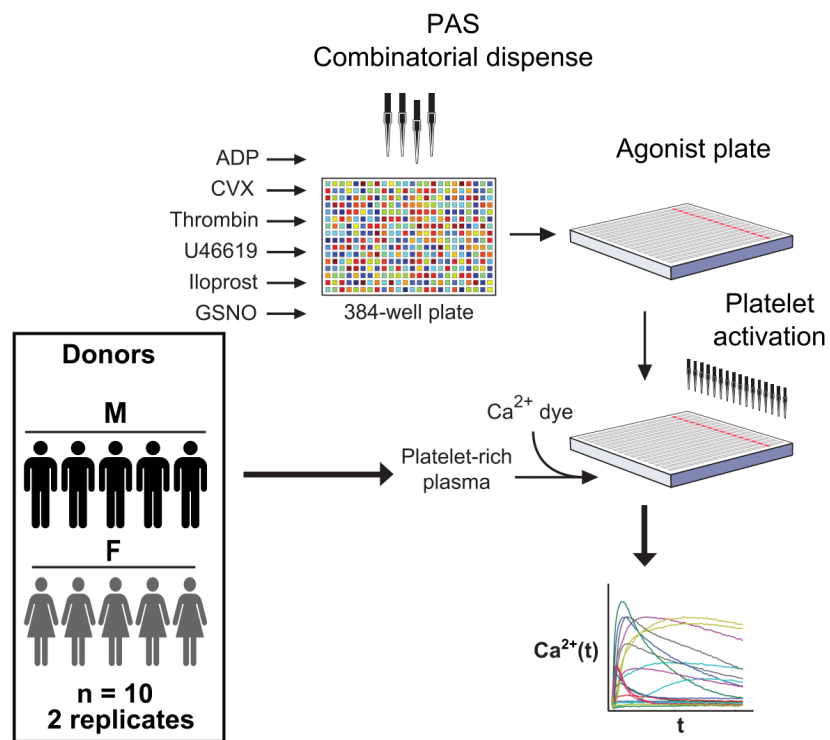 PAS
Combinatorial dispense
ADP
CVX
Thrombin
U46619
Iloprost
GSNO
384-well plate
Agonist plate
Platelet
activation
Donors
M
F
n = 10
2 replicates
Platelet-rich
plasma
Ca²⁺ dye
Ca²⁺(t)
t